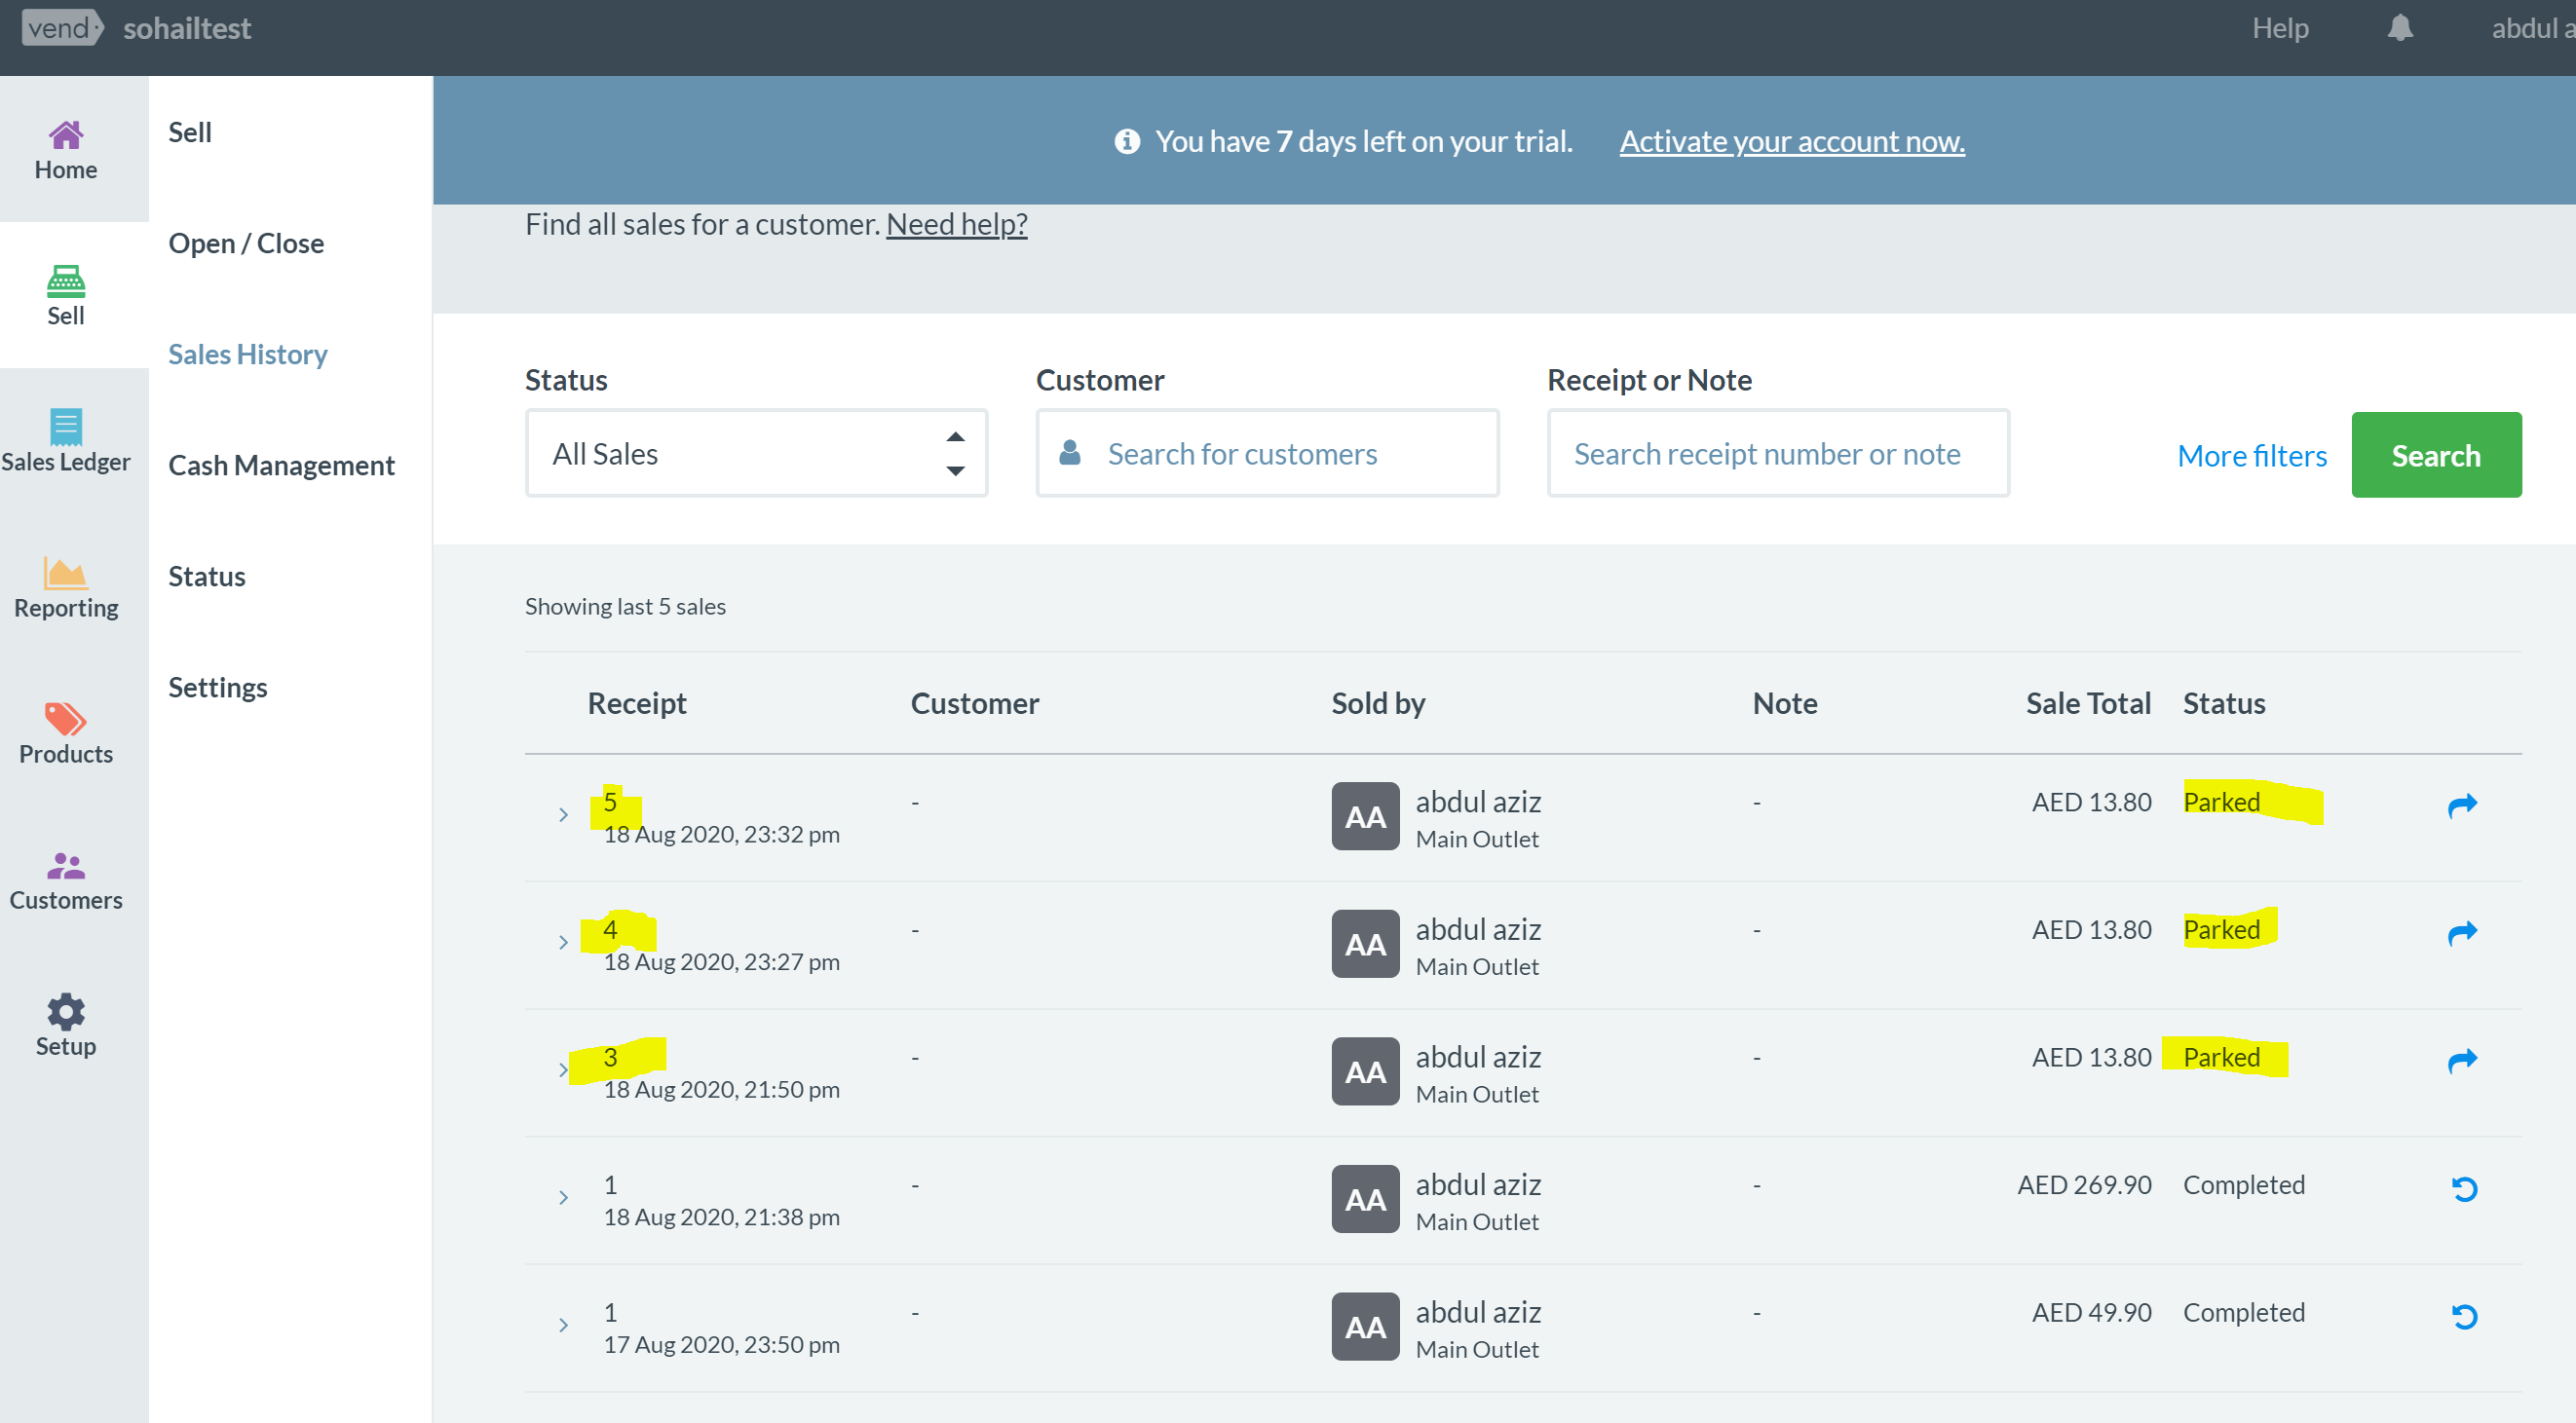 vend sohailtest Help abdul a
Home
Sell
Sales Ledger
Reporting
Products
Customers
Setup
Sell
Open / Close
Sales History
Cash Management
Status
Settings
You have 7 days left on your trial. Activate your account now.
Find all sales for a customer. Need help?
Status Customer Receipt or Note
All Sales Search for customers Search receipt number or note More filters Search
Showing last 5 sales
Receipt Customer Sold by Note Sale Total Status
5 - abdul aziz - AED 13.80 Parked
18 Aug 2020, 23:32 pm Main Outlet
AA
4 - abdul aziz - AED 13.80 Parked
18 Aug 2020, 23:27 pm Main Outlet
AA
3 - abdul aziz - AED 13.80 Parked
18 Aug 2020, 21:50 pm Main Outlet
AA
1 - abdul aziz - AED 269.90 Completed
18 Aug 2020, 21:38 pm Main Outlet
AA
1 - abdul aziz - AED 49.90 Completed
17 Aug 2020, 23:50 pm Main Outlet
AA